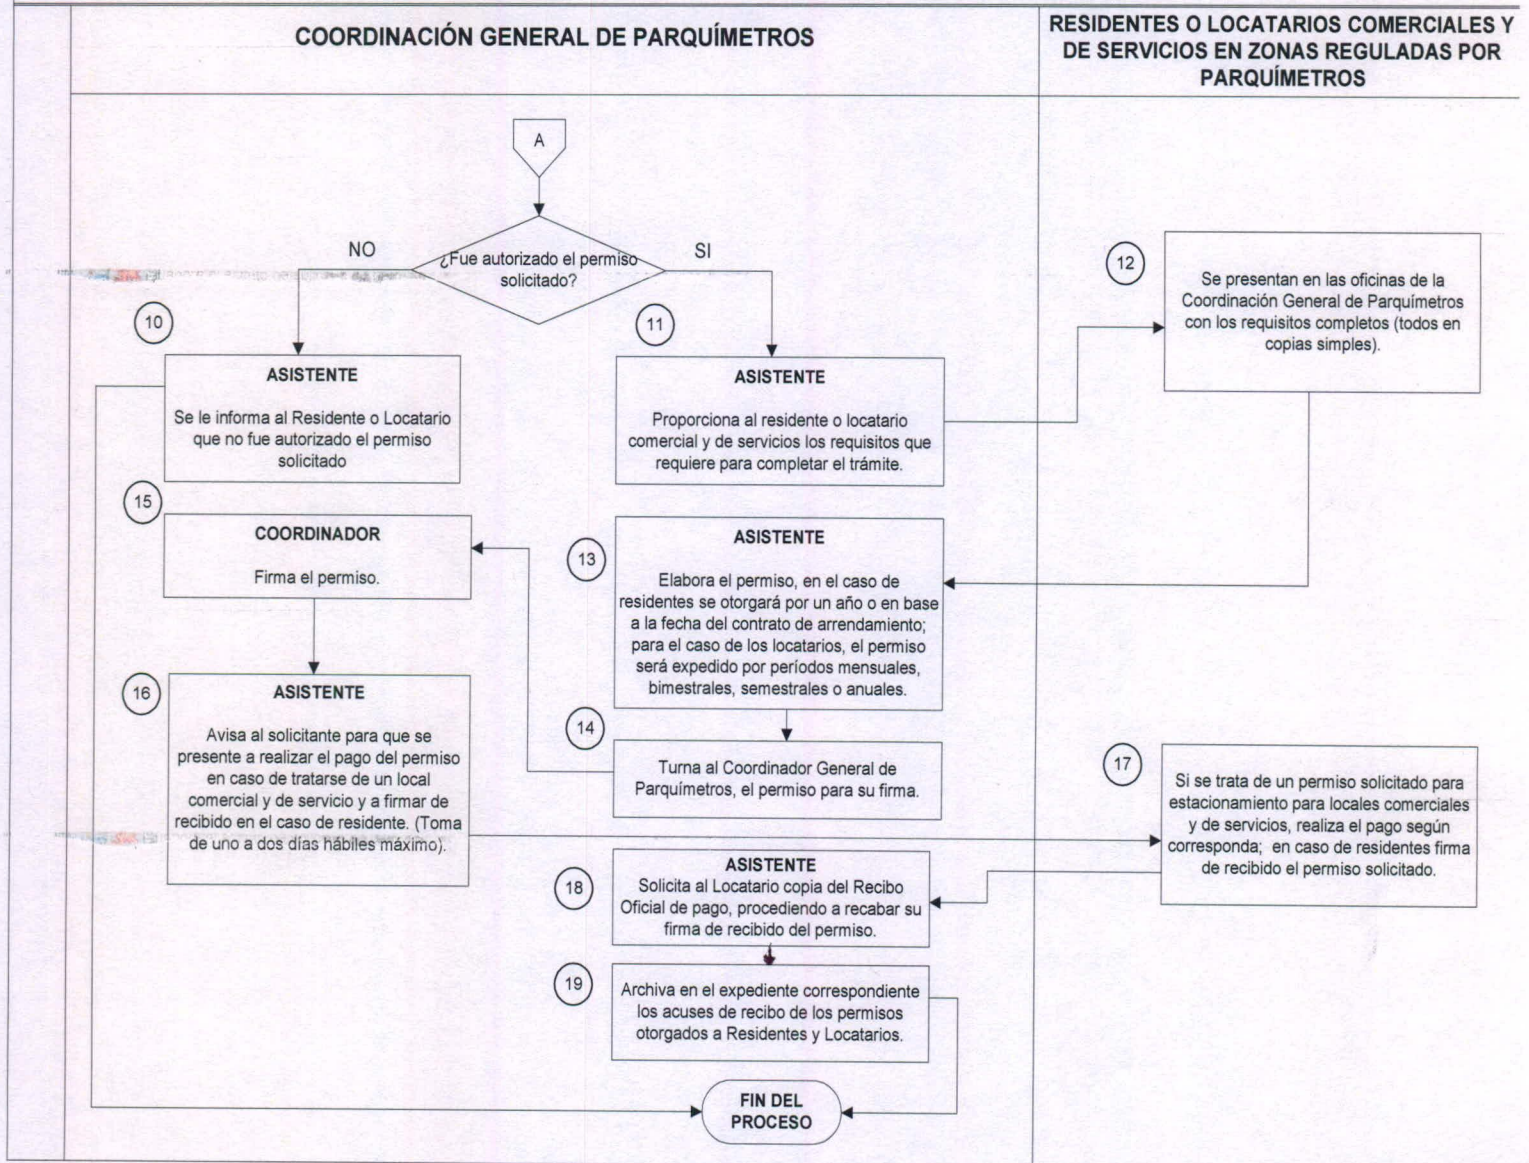 COORDINACIÓN GENERAL DE PARQUÍMETROS
RESIDENTES O LOCATARIOS COMERCIALES Y
DE SERVICIOS EN ZONAS REGULADAS POR
PARQUÍMETROS
A
¿Fue autorizado el permiso
solicitado?
NO
SI
10
ASISTENTE
Se le informa al Residente o Locatario
que no fue autorizado el permiso
solicitado
11
ASISTENTE
Proporciona al residente o locatario
comercial y de servicios los requisitos que
requiere para completar el trámite.
12
Se presentan en las oficinas de la
Coordinación General de Parquímetros
con los requisitos completos (todos en
copias simples).
13
ASISTENTE
Elabora el permiso, en el caso de
residentes se otorgará por un año o en base
a la fecha del contrato de arrendamiento;
para el caso de los locatarios, el permiso
será expedido por períodos mensuales,
bimestrales, semestrales o anuales.
14
Turna al Coordinador General de
Parquímetros, el permiso para su firma.
15
COORDINADOR
Firma el permiso.
16
ASISTENTE
Avisa al solicitante para que se
presente a realizar el pago del permiso
en caso de tratarse de un local
comercial y de servicio y a firmar de
recibido en el caso de residente. (Toma
de uno a dos días hábiles máximo).
17
Si se trata de un permiso solicitado para
estacionamiento para locales comerciales
y de servicios, realiza el pago según
corresponda; en caso de residentes firma
de recibido el permiso solicitado.
18
ASISTENTE
Solicita al Locatario copia del Recibo
Oficial de pago, procediendo a recabar su
firma de recibido del permiso.
19
Archiva en el expediente correspondiente
los acuses de recibo de los permisos
otorgados a Residentes y Locatarios.
FIN DEL
PROCESO